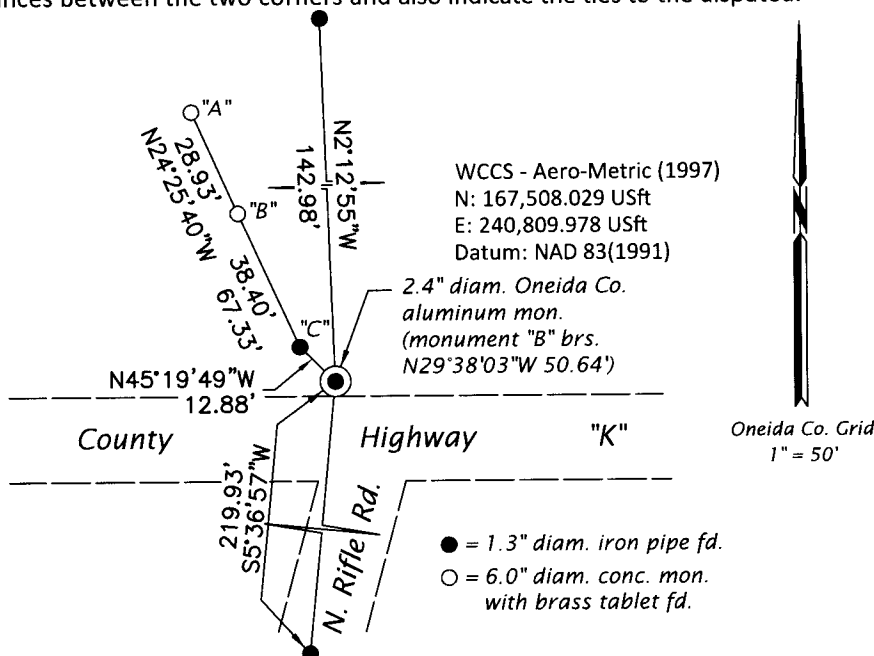 nces between the two corners and also indicate the ties to the disputed.
"A"
28.93'
N24°25'40"W
"B"
38.40'
67.33'
"C"
N2°12'55"W
142.98'
WCCS - Aero-Metric (1997)
N: 167,508.029 USft
E: 240,809.978 USft
Datum: NAD 83(1991)
2.4" diam. Oneida Co.
aluminum mon.
(monument "B" brs.
N29°38'03"W 50.64')
N
Oneida Co. Grid
1" = 50'
N45°19'49"W
12.88'
County Highway "K"
219.93'
S5°36'57"W
N. Rifle Rd.
= 1.3" diam. iron pipe fd.
= 6.0" diam. conc. mon.
with brass tablet fd.